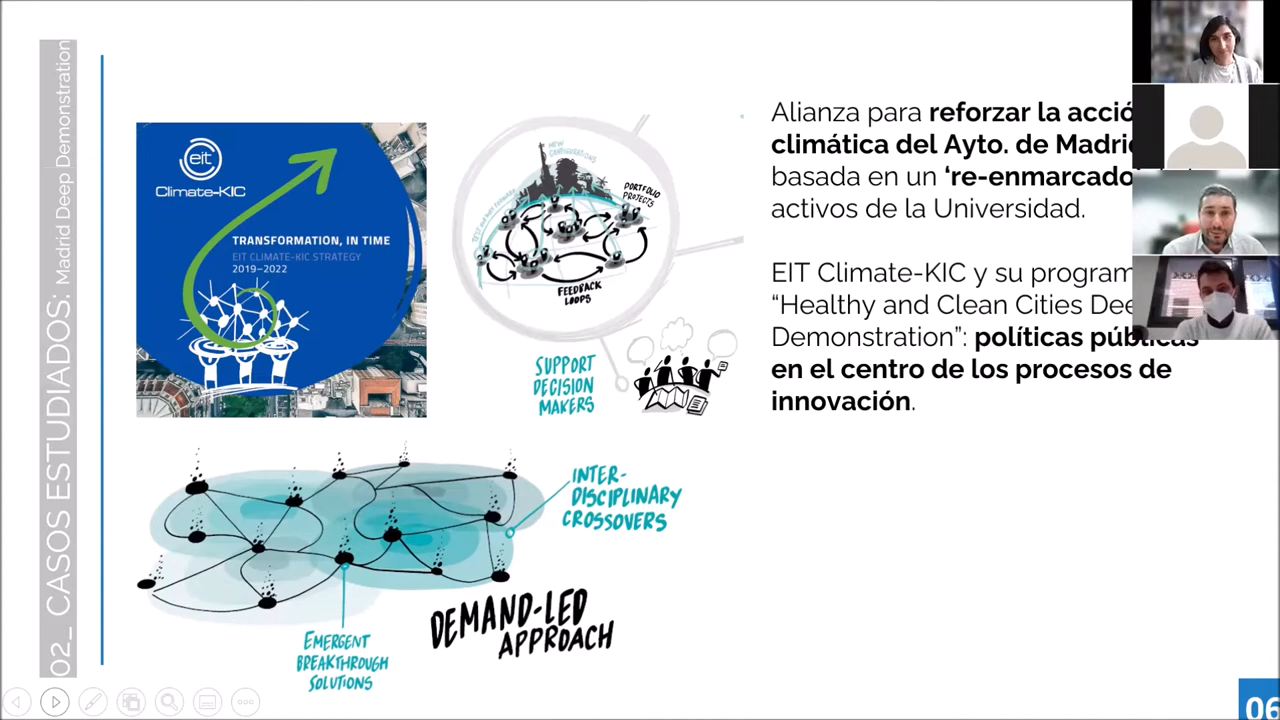 02_ CASOS ESTUDIADOS: Madrid Deep Demonstration
eit
Climate-KIC
TRANSFORMATION, IN TIME
EIT CLIMATE-KIC STRATEGY
2019–2022
NEW
CONFIGURATIONS
PORTFOLIO
PROJECTS
FEEDBACK
LOOPS
SUPPORT
DECISION
MAKERS
INTER-
DISCIPLINARY
CROSSOVERS
DEMAND-LED
APPROACH
EMERGENT
BREAKTHROUGH
SOLUTIONS
Alianza para reforzar la acció
climática del Ayto. de Madri
basada en un ‘re-enmarcado
activos de la Universidad.
EIT Climate-KIC y su program
“Healthy and Clean Cities Dee
Demonstration”: políticas públicas
en el centro de los procesos de
innovación.
06